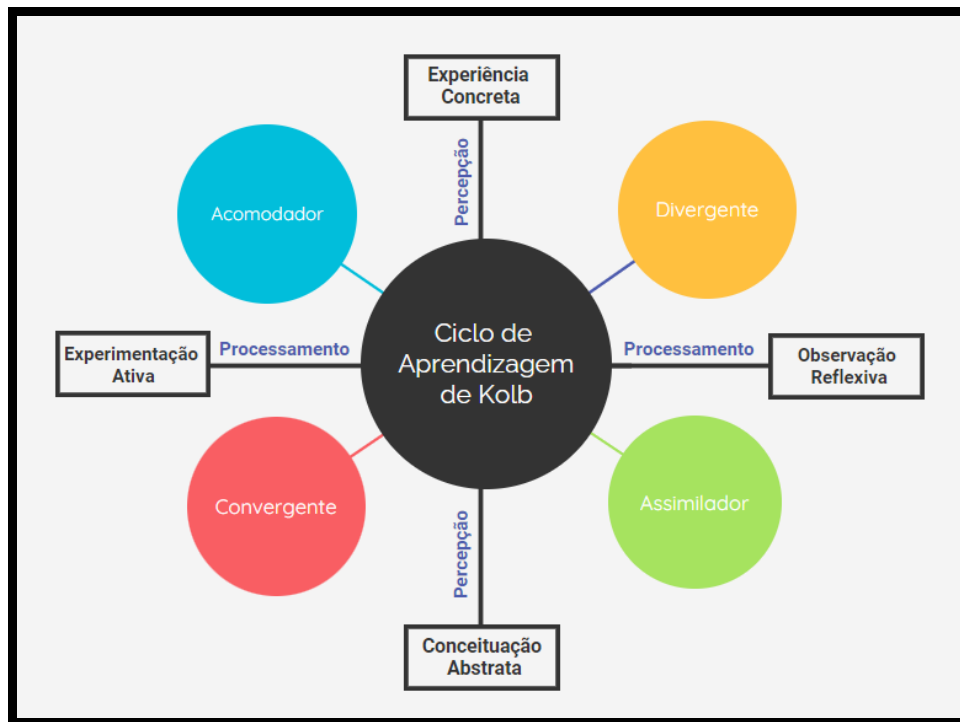 Experiência
Concreta
Percepção
Acomodador
Divergente
Experimentação
Ativa
Processamento
Ciclo de
Aprendizagem
de Kolb
Processamento
Observação
Reflexiva
Convergente
Assimilador
Percepção
Conceituação
Abstrata